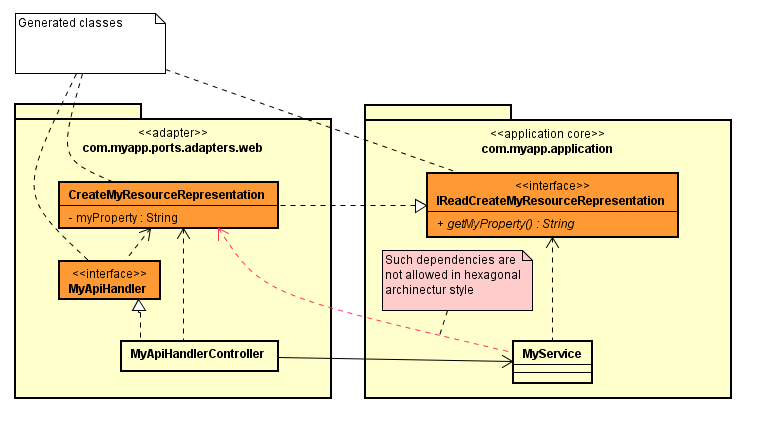 Generated classes
<<adapter>>
com.myapp.ports.adapters.web
CreateMyResourceRepresentation
- myProperty : String
<<interface>>
MyApiHandler
MyApiHandlerController
<<application core>>
com.myapp.application
<<interface>>
IReadCreateMyResourceRepresentation
+ getMyProperty() : String
Such dependencies are
not allowed in hexagonal
archinectur style
MyService